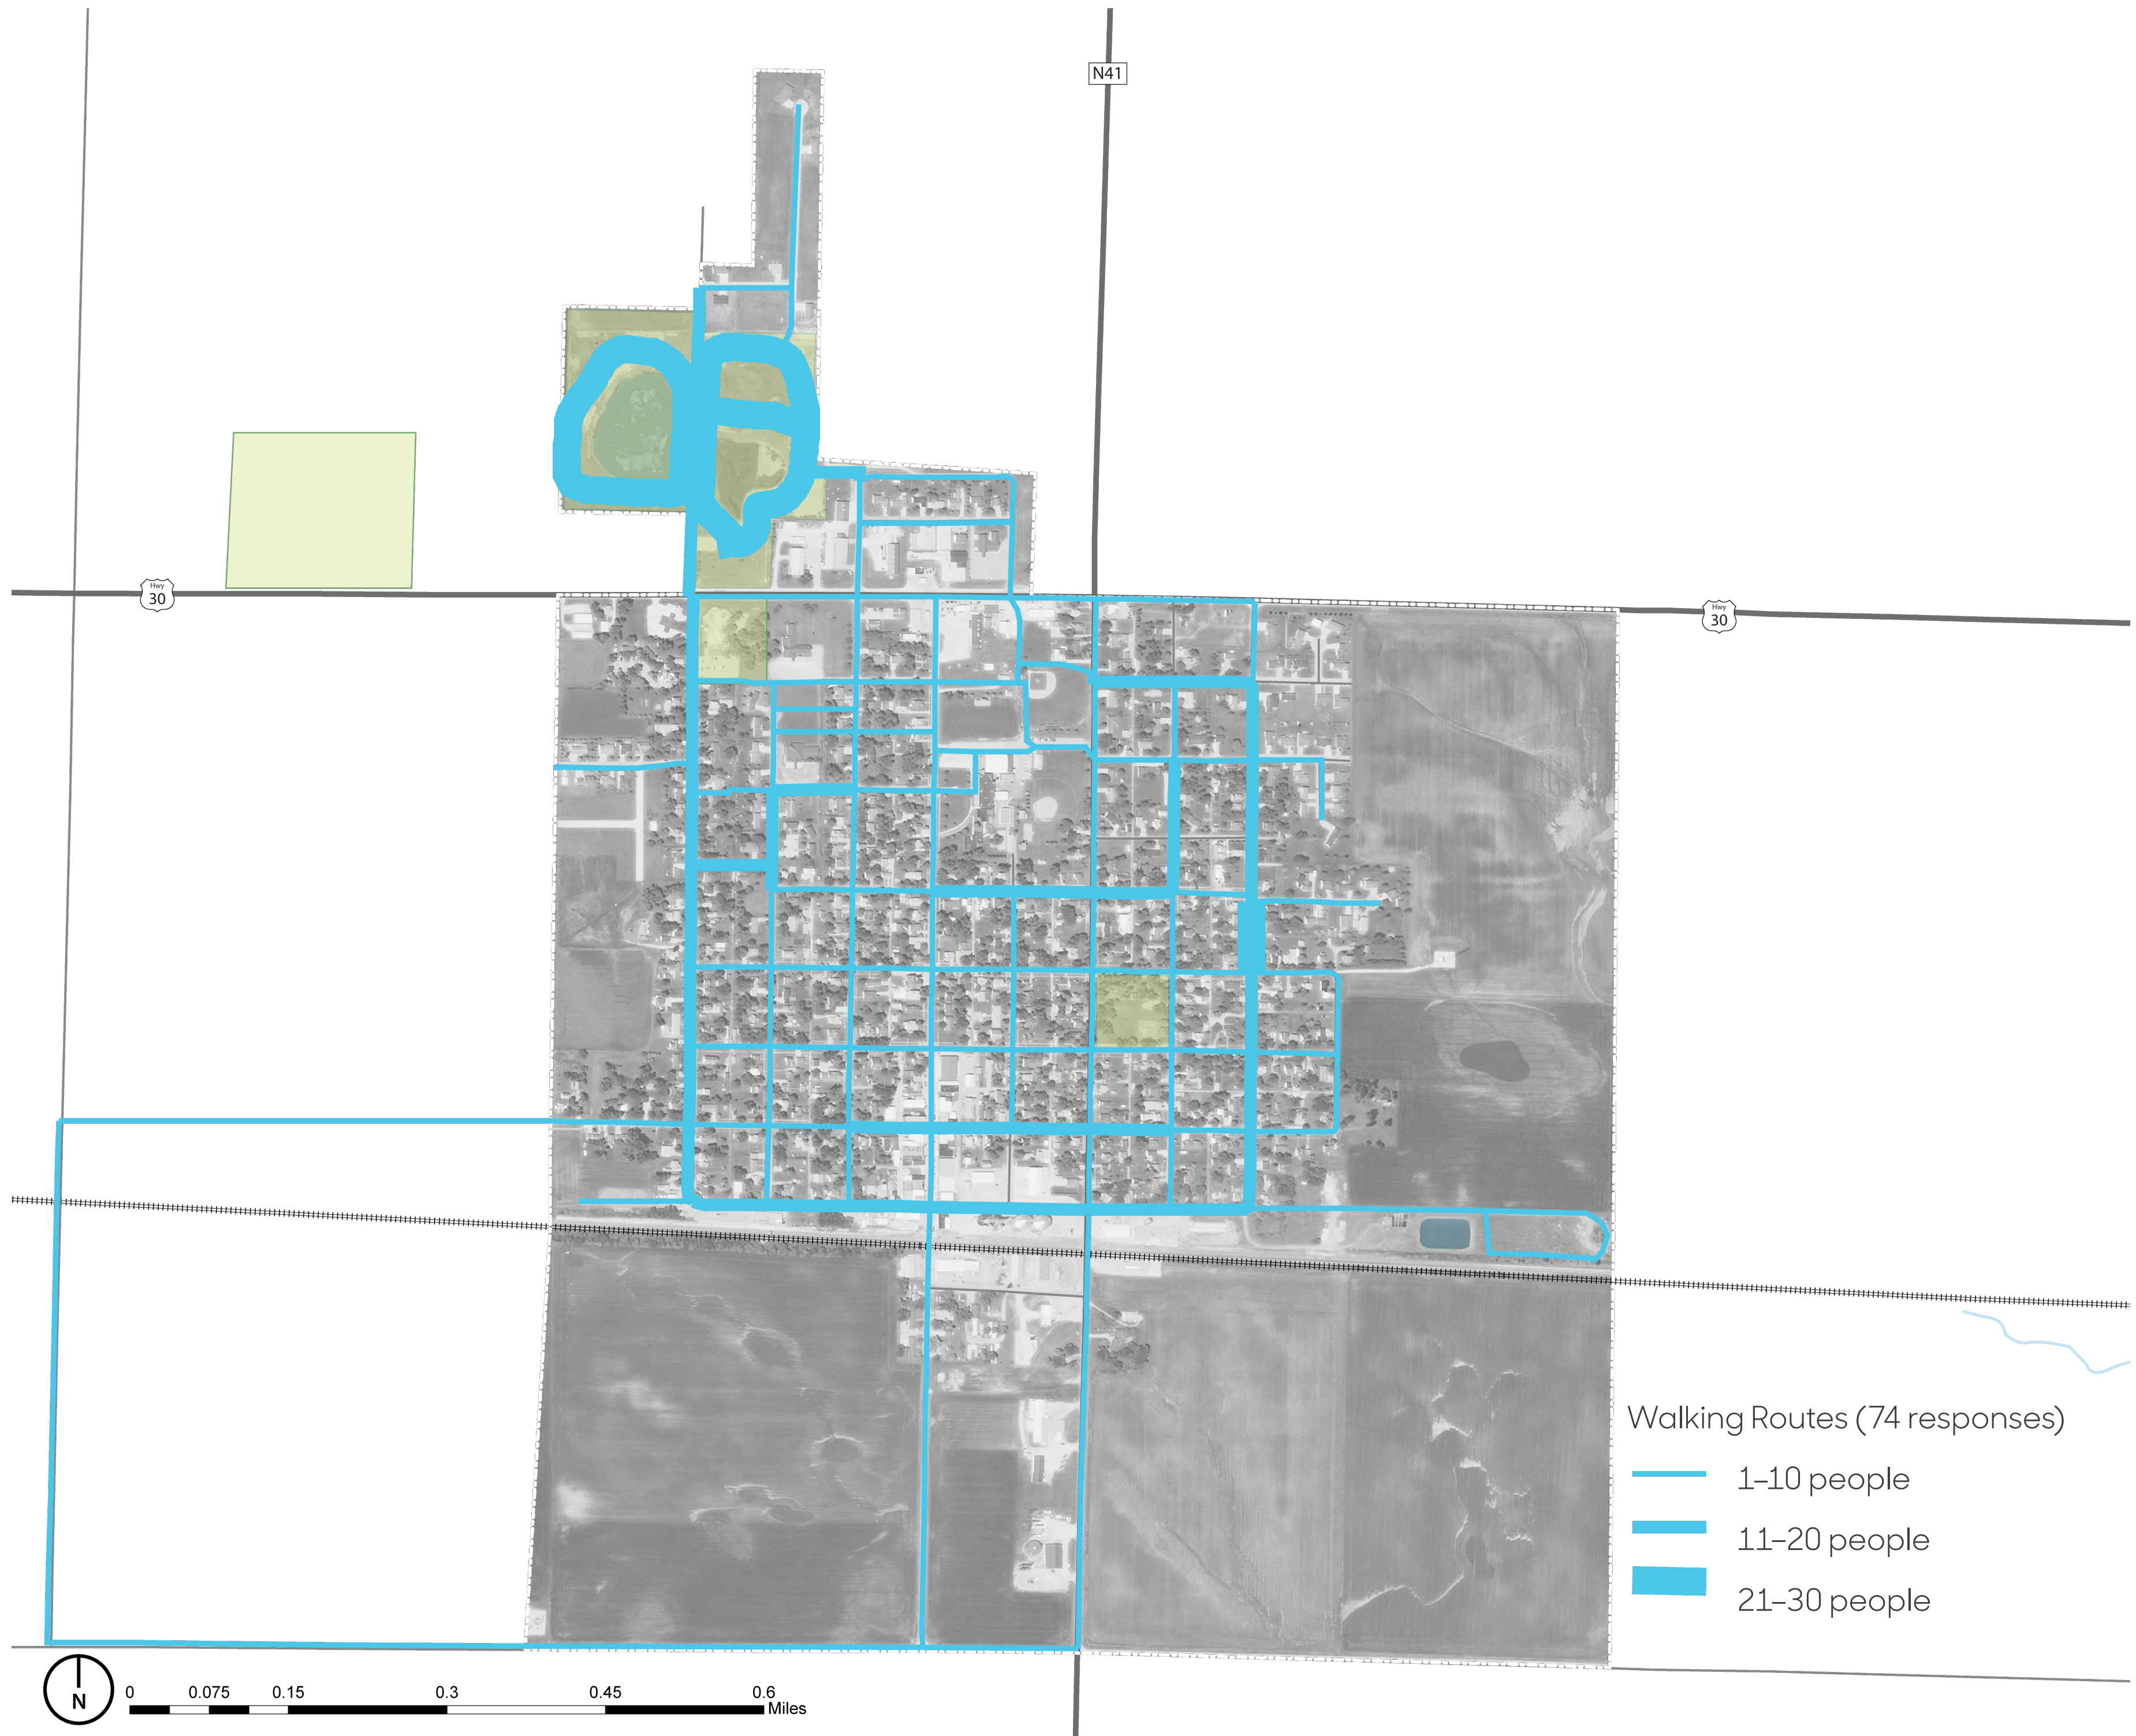 N41
Hwy
30
Hwy
30
Walking Routes (74 responses)
1–10 people
11–20 people
21–30 people
N
0 0.075 0.15 0.3 0.45 0.6
Miles